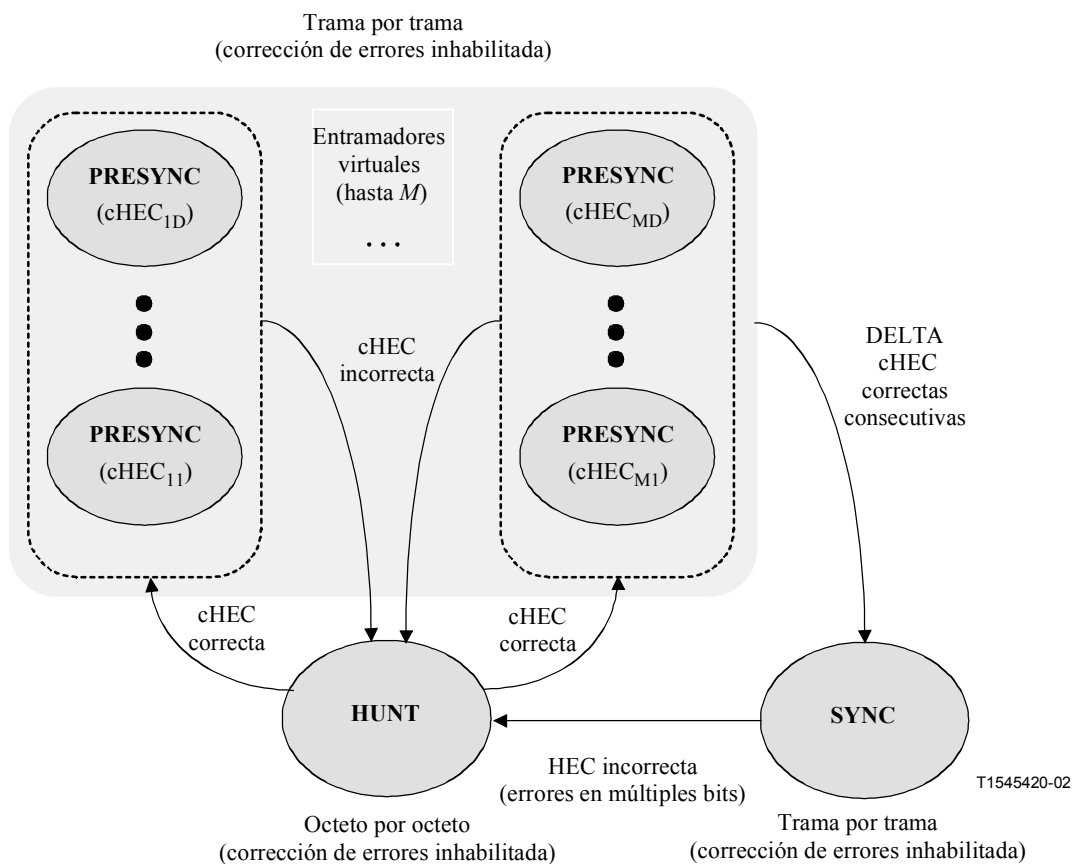 Trama por trama
(corrección de errores inhabilitada)
PRESYNC
(cHEC1D)
Entramadores
virtuales
(hasta M)
...
PRESYNC
(cHECMD)
cHEC
incorrecta
DELTA
cHEC
correctas
consecutivas
PRESYNC
(cHEC11)
PRESYNC
(cHECM1)
cHEC
correcta
cHEC
correcta
HUNT
SYNC
HEC incorrecta
(errores en múltiples bits)
T1545420-02
Octeto por octeto
(corrección de errores inhabilitada)
Trama por trama
(corrección de errores inhabilitada)